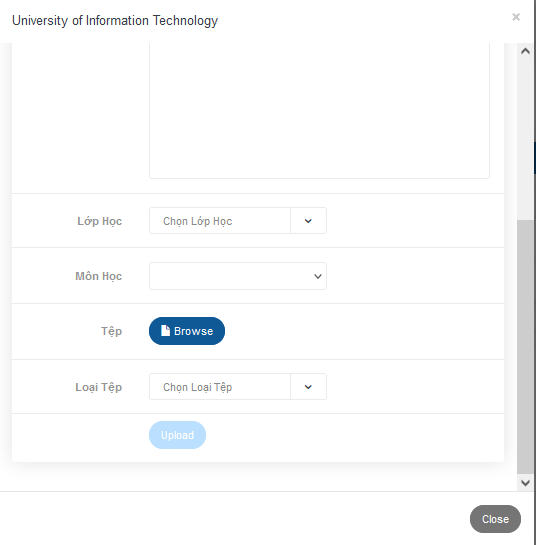 University of Information Technology
×
Lớp Học
Chọn Lớp Học
Môn Học
Tệp
Browse
Loại Tệp
Chọn Loại Tệp
Upload
Close